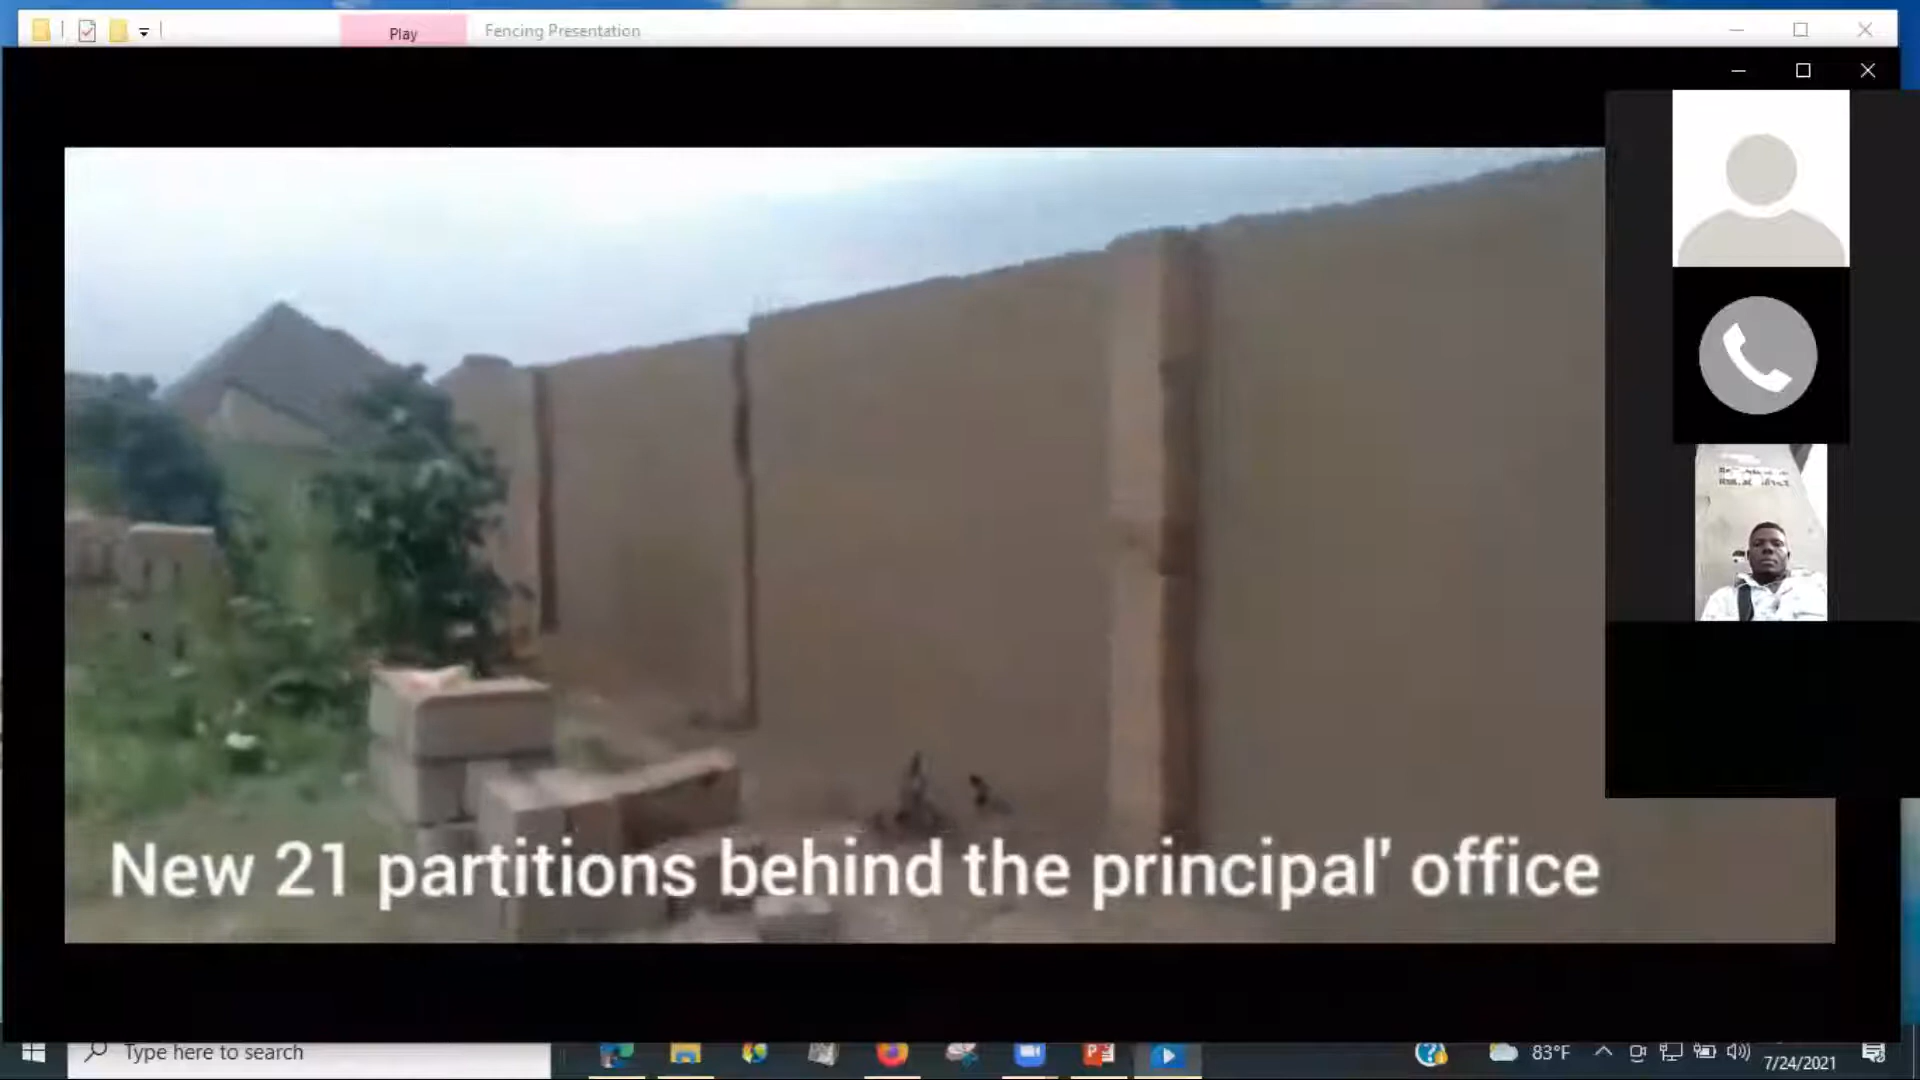 Play
Fencing Presentation
New 21 partitions behind the principal' office
Type here to search
83°F
7/24/2021